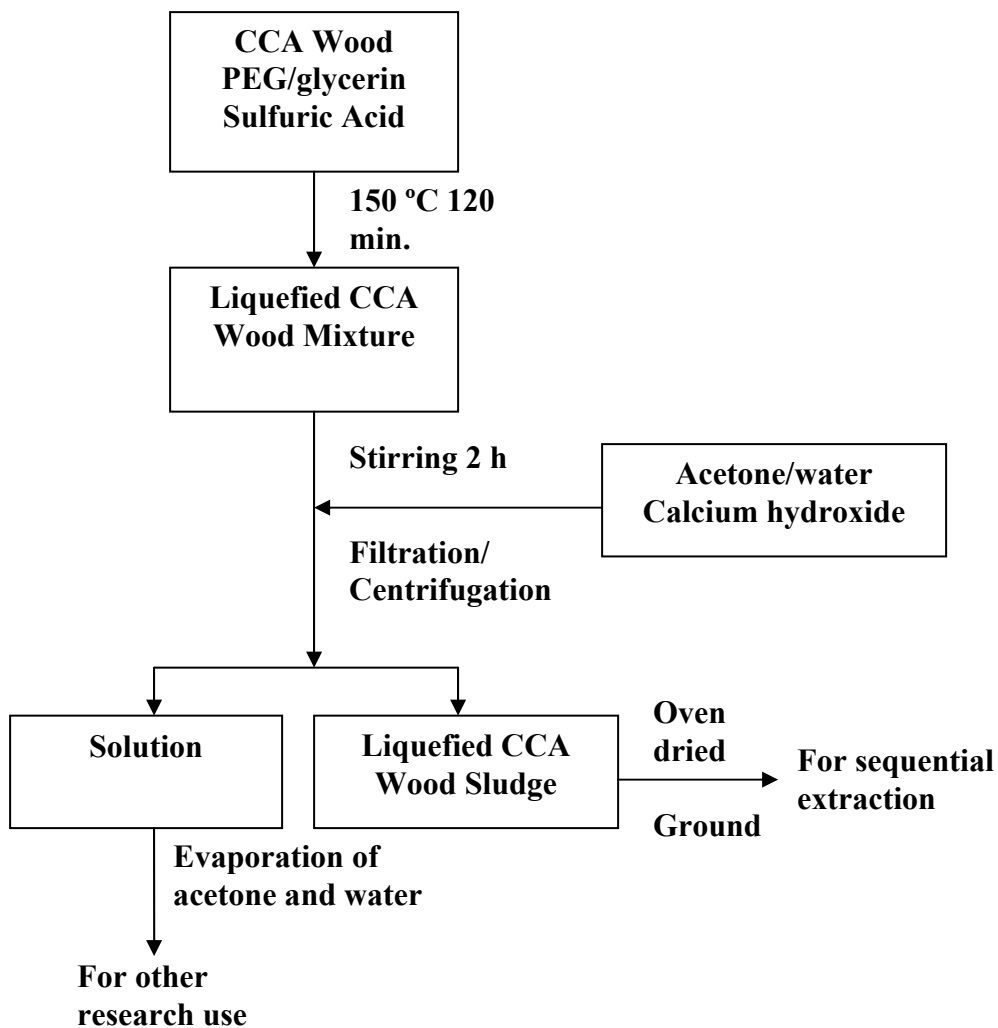 CCA Wood
PEG/glycerin
Sulfuric Acid
150 ºC 120
min.
Liquefied CCA
Wood Mixture
Stirring 2 h
Acetone/water
Calcium hydroxide
Filtration/
Centrifugation
Solution
Liquefied CCA
Wood Sludge
Oven
dried
Ground
For sequential
extraction
Evaporation of
acetone and water
For other
research use